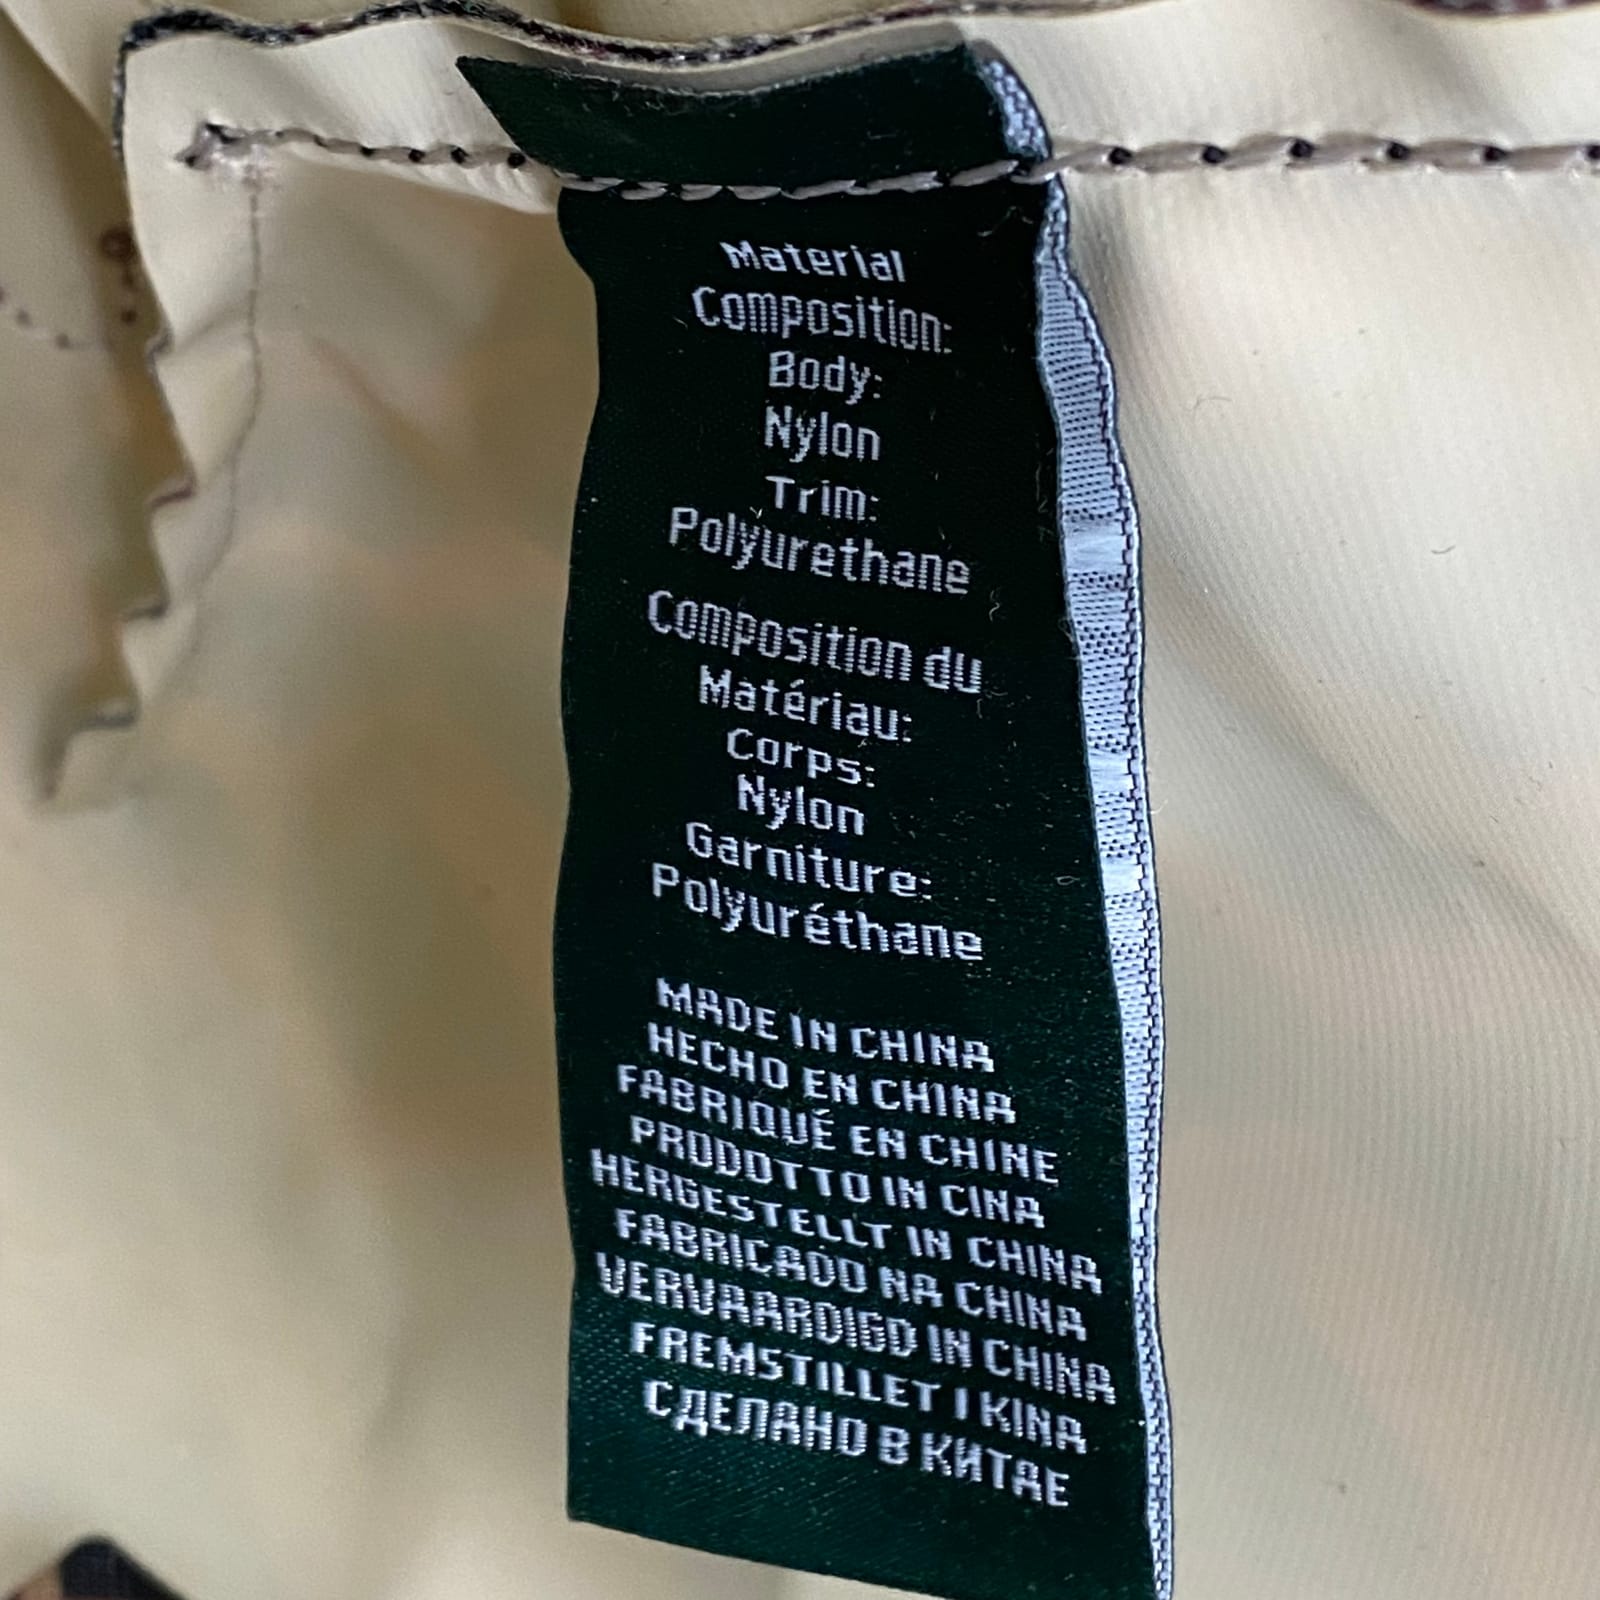 Material
Composition:
Body:
Nylon
Trim:
Polyurethane
Composition du
Matériau:
Corps:
Nylon
Garniture:
Polyuréthane
MADE IN CHINA
HECHO EN CHINA
FABRIQUÉ EN CHINE
PRODOTTO IN CINA
HERGESTELLT IN CHINA
FABRICADO NA CHINA
VERVAARDIGD IN CHINA
FREMSTILLET I KINA
СДЕЛАНО В КИТАЕ